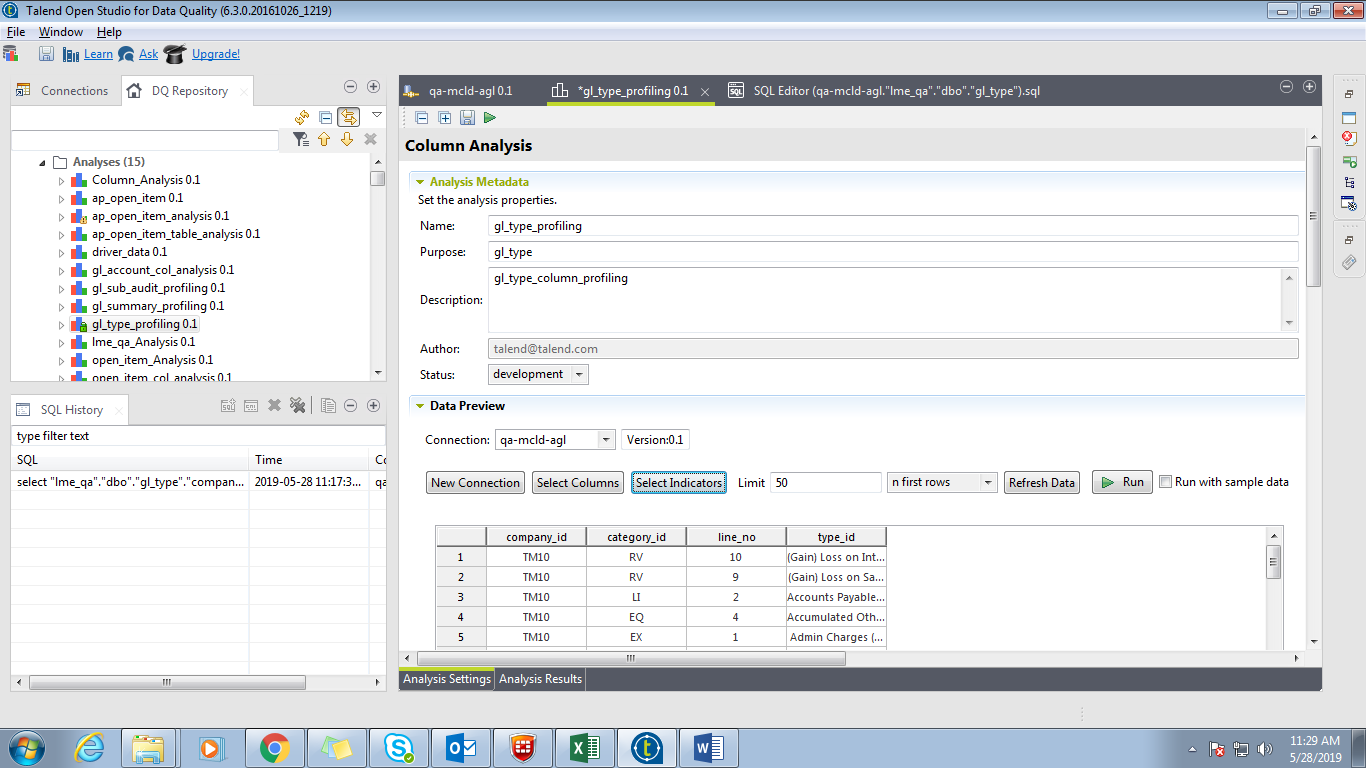 Talend Open Studio for Data Quality (6.3.0.20161026_1219)
File Window Help
Learn Ask Upgrade!
Connections DQ Repository
Analyses (15)
Column_Analysis 0.1
ap_open_item 0.1
ap_open_item_analysis 0.1
ap_open_item_table_analysis 0.1
driver_data 0.1
gl_account_col_analysis 0.1
gl_sub_audit_profiling 0.1
gl_summary_profiling 0.1
gl_type_profiling 0.1
lme_qa_Analysis 0.1
open_item_Analysis 0.1
open_item_col_analysis 0.1
SQL History
type filter text
SQL Time Co
select "lme_qa"."dbo"."gl_type"."compan... 2019-05-28 11:17:3... qa
qa-mcld-agl 0.1 *gl_type_profiling 0.1 SQL Editor (qa-mcld-agl."lme_qa"."dbo"."gl_type").sql
Column Analysis
Analysis Metadata
Set the analysis properties.
Name: gl_type_profiling
Purpose: gl_type
Description: gl_type_column_profiling
Author: talend@talend.com
Status: development
Data Preview
Connection: qa-mcld-agl Version:0.1
New Connection Select Columns Select Indicators Limit 50 n first rows Refresh Data Run Run with sample data
company_id category_id line_no type_id
1 TM10 RV 10 (Gain) Loss on Int...
2 TM10 RV 9 (Gain) Loss on Sa...
3 TM10 LI 2 Accounts Payable...
4 TM10 EQ 4 Accumulated Oth...
5 TM10 EX 1 Admin Charges (...
Analysis Settings Analysis Results
11:29 AM
5/28/2019